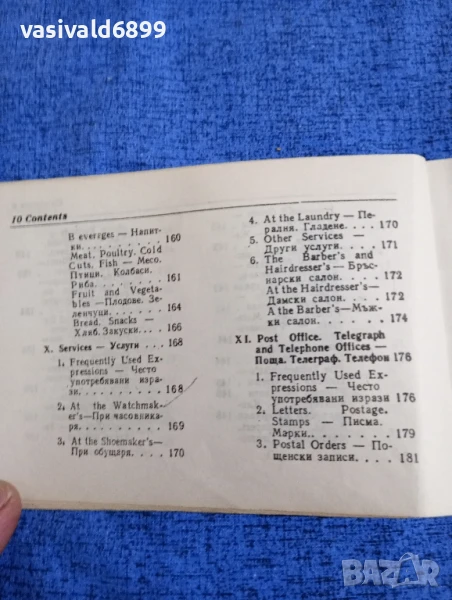 vasivald6899
10 Contents
Beverrges — Напит-
ки. . . . . . . . . 160
Meat, Poultry, Cold
Cuts, Fish — Месо.
Птици. Колбаси.
Риба. . . . . . . . 161
Fruit and Vegeta-
bles — Плодове. Зе-
ленчуци. . . . . . 164
Bread, Snacks —
Хляб. Закуски. . . 166
X. Services — Услуги . . 168
1. Frequently Used Ex-
pressions — Често
употребявани изра-
зи. . . . . . . . . 168
2. At the Watchmak-
er's—При часовника-
ря. . . . . . . . . 169
3. At the Shoemaker's—
При обущаря. . . . . 170
4. At the Laundry — Пе-
ралня. Гладене. . . 170
5. Other Services —
Други услуги. . . . 171
6. The Barber's and
Hairdresser's — Бръс-
нарски салон. . . . 172
At the Hairdresser's—
Дамски салон. . . . 172
At the Barber's— Мъж-
ки салон. . . . . . 174
XI. Post Office. Telegraph
and Telephone Offices —
Поща. Телеграф. Телефон 176
1. Frequently Used Ex-
pressions — Често
употребявани изрази 176
2. Letters. Postage.
Stamps — Писма.
Марки. . . . . . . 179
3. Postal Orders — По-
щенски записи. . . . 181
BAZAR.bg